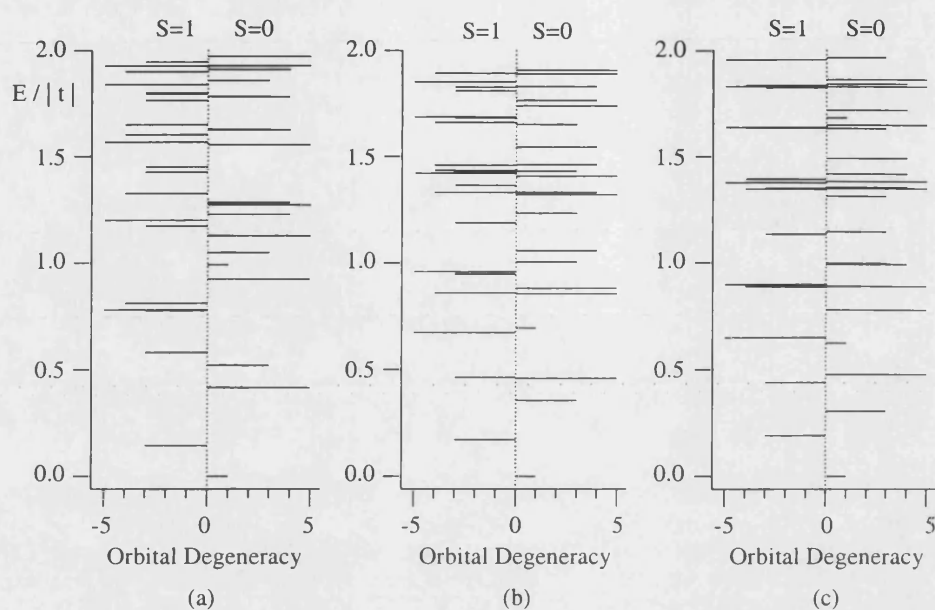 S=1 S=0 S=1 S=0 S=1 S=0
2.0 2.0 2.0
E/|t|
1.5 1.5 1.5
1.0 1.0 1.0
0.5 0.5 0.5
0.0 0.0 0.0
-5 0 5 -5 0 5 -5 0 5
Orbital Degeneracy Orbital Degeneracy Orbital Degeneracy
(a) (b) (c)